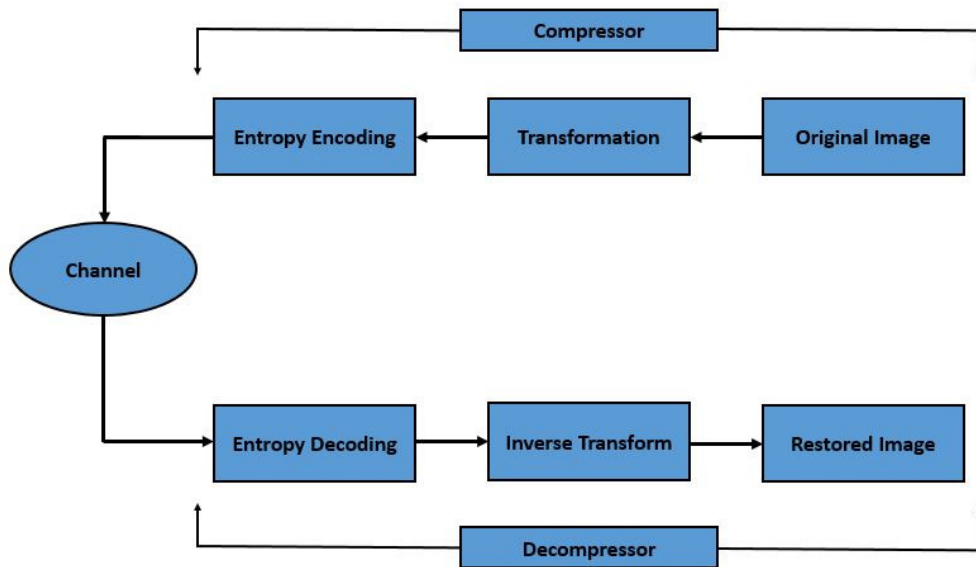 Compressor
Entropy Encoding
Transformation
Original Image
Channel
Entropy Decoding
Inverse Transform
Restored Image
Decompressor